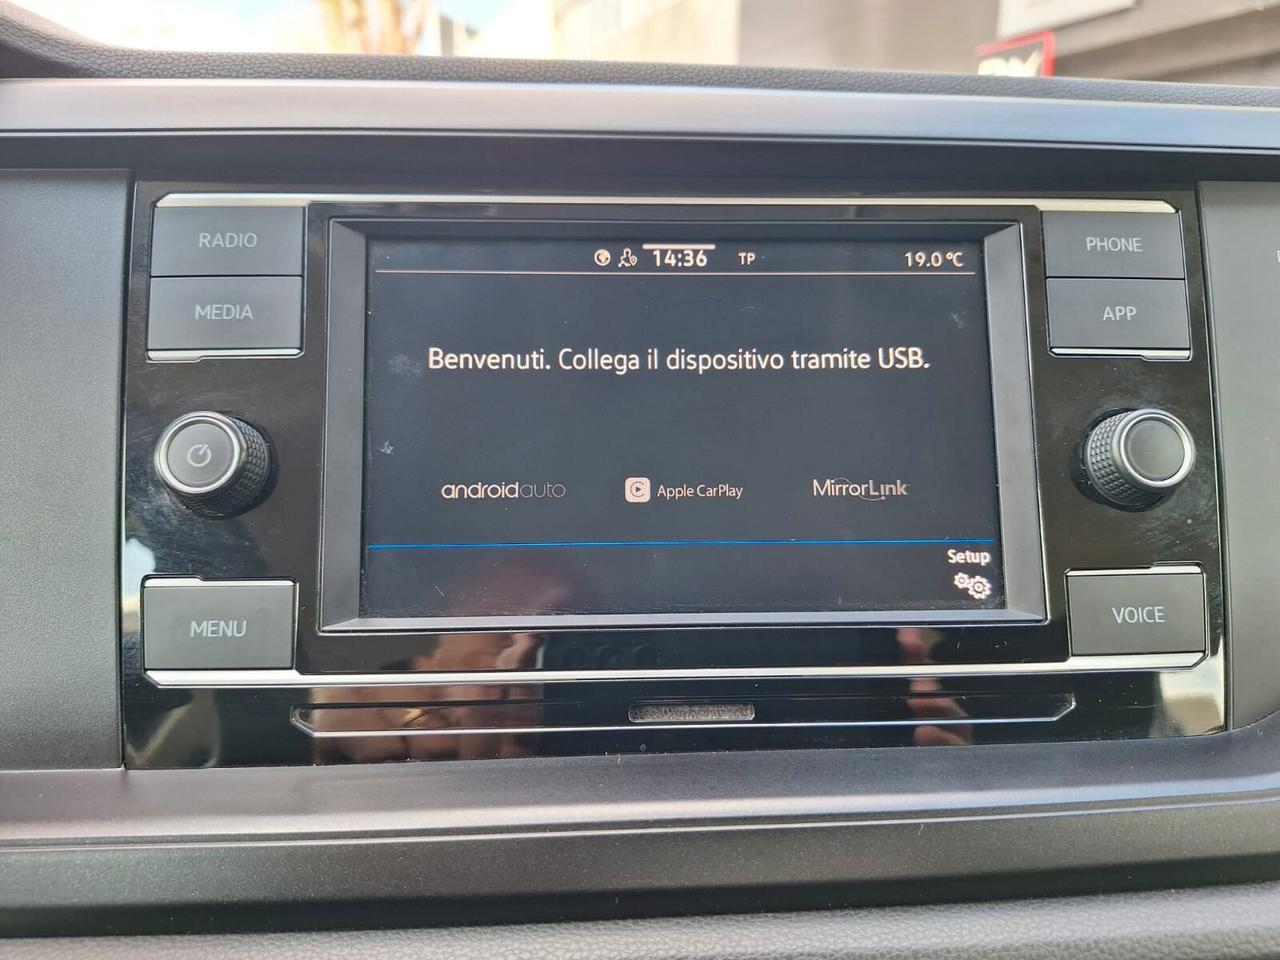 RADIO
MEDIA
MENU
14:36
TP
19.0 °C
Benvenuti. Collega il dispositivo tramite USB.
androidauto
Apple CarPlay
MirrorLink
Setup
PHONE
APP
VOICE